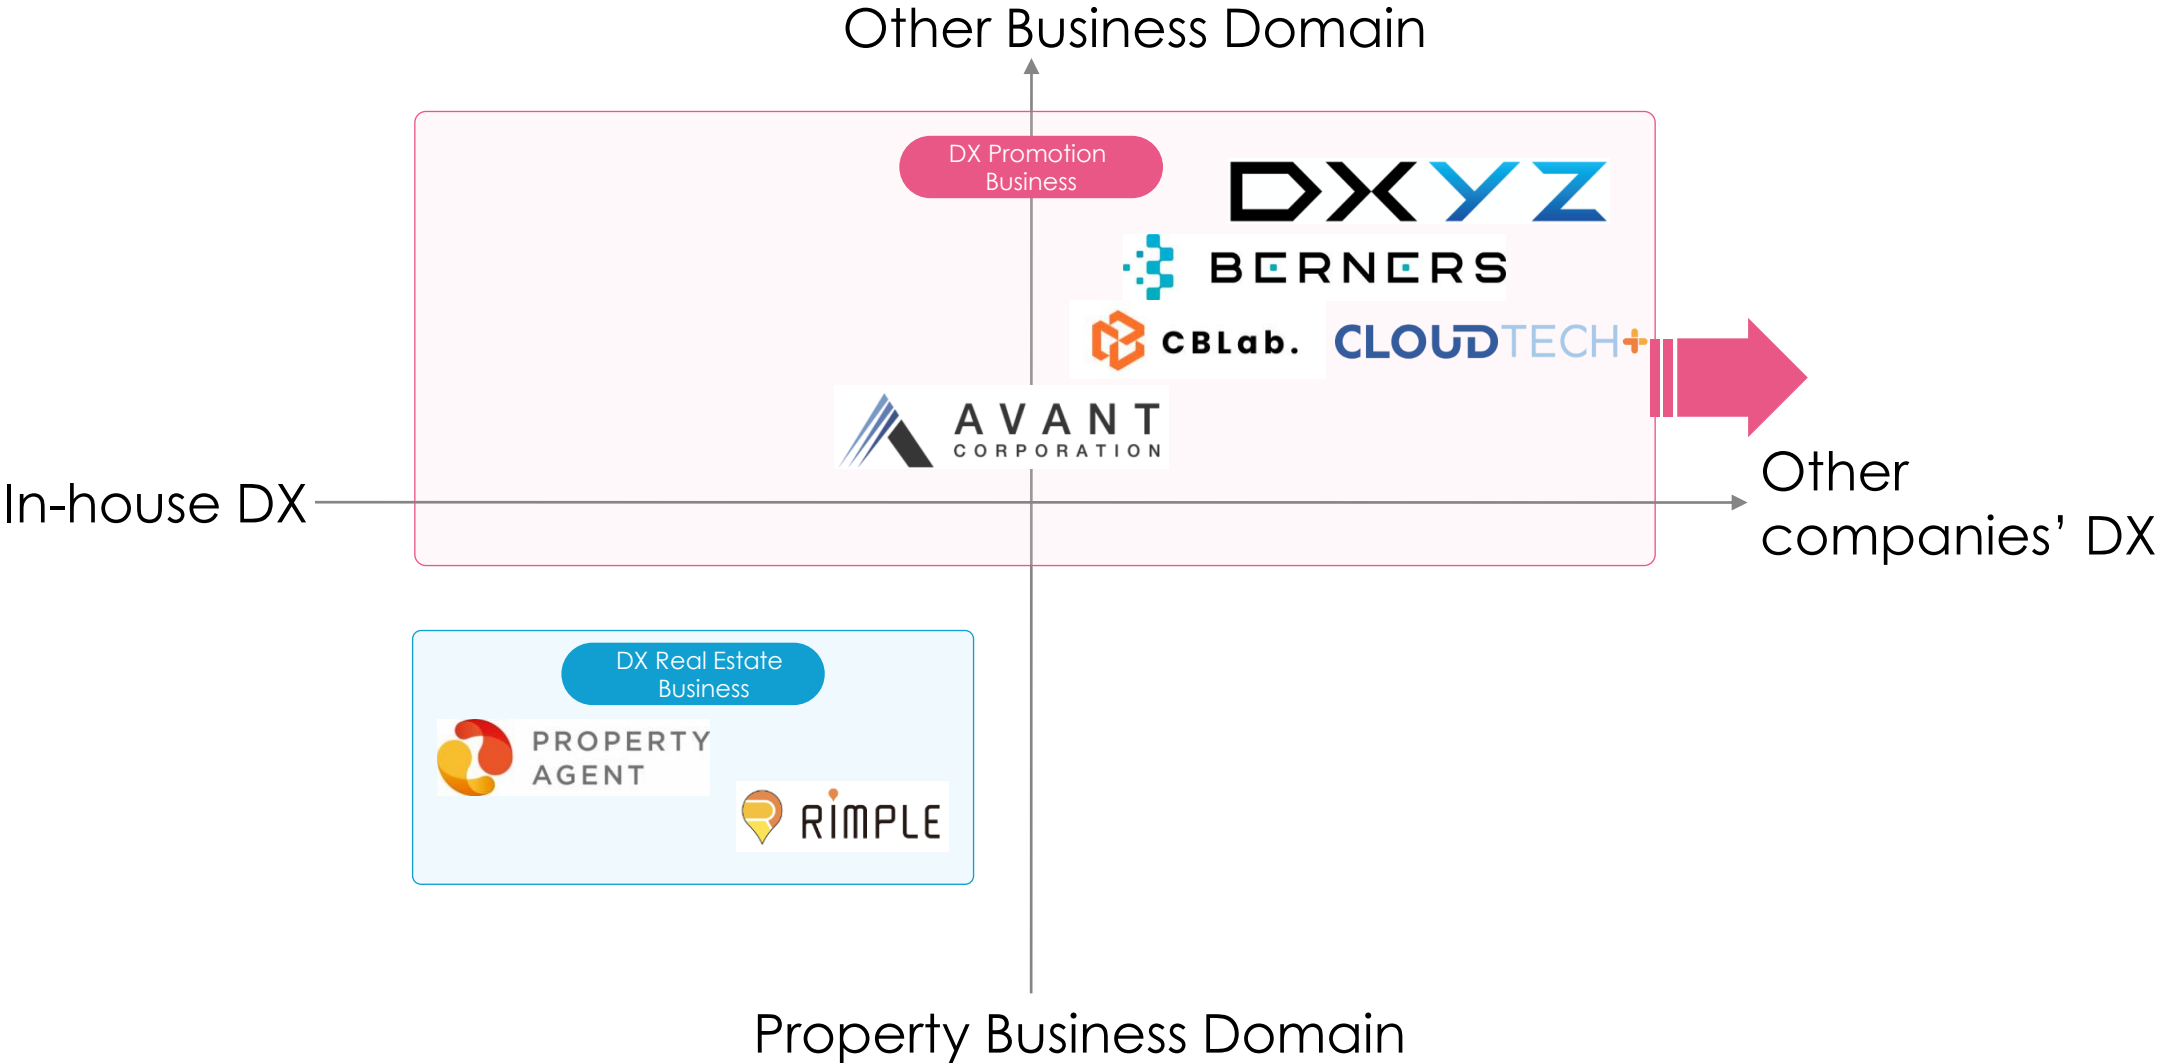 Other Business Domain
DX Promotion
Business
DXYZ
BERNERS
CBLab.
CLOUDTECH+
AVANT
CORPORATION
In-house DX
Other
companies’ DX
DX Real Estate
Business
PROPERTY
AGENT
RIMPLE
Property Business Domain